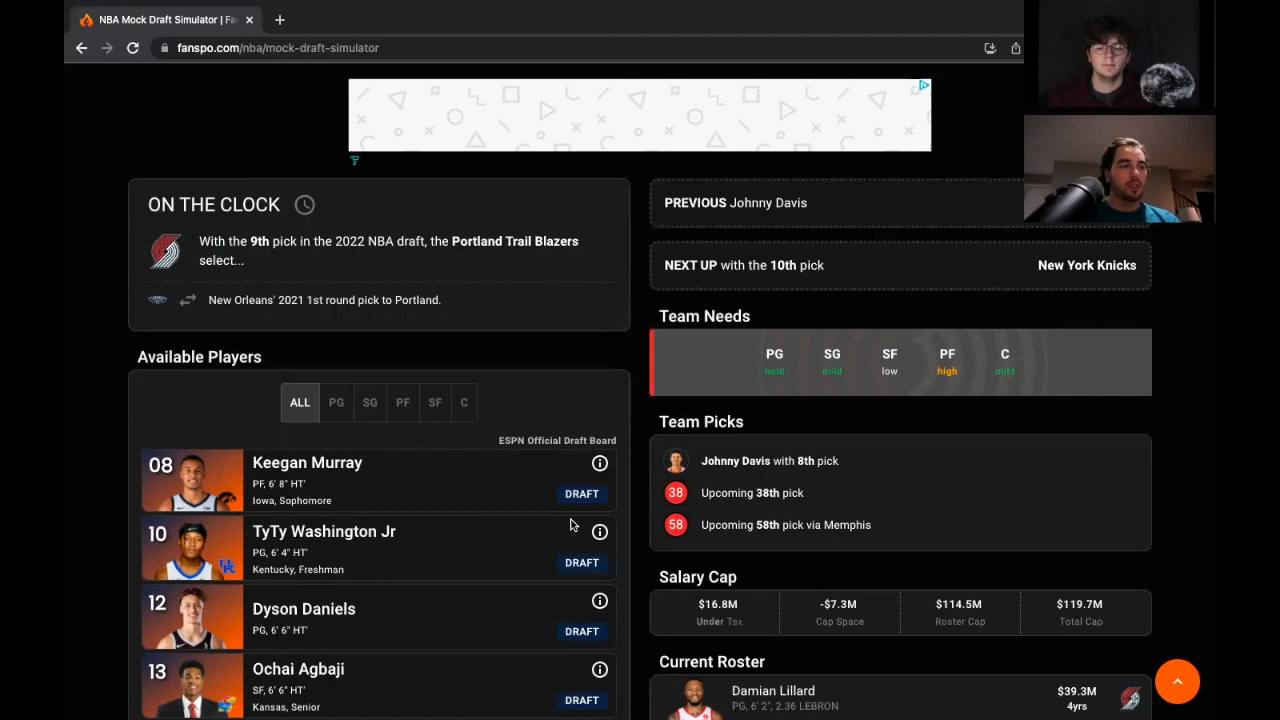 NBA Mock Draft Simulator | Fa
fanspo.com/nba/mock-draft-simulator
ON THE CLOCK
With the 9th pick in the 2022 NBA draft, the Portland Trail Blazers
select...
New Orleans' 2021 1st round pick to Portland.
PREVIOUS Johnny Davis
NEXT UP with the 10th pick New York Knicks
Team Needs
PG SG SF PF C
mild mild low high mild
Team Picks
Johnny Davis with 8th pick
38 Upcoming 38th pick
58 Upcoming 58th pick via Memphis
Salary Cap
$16.8M -$7.3M $114.5M $119.7M
Under Tax Cap Space Roster Cap Total Cap
Current Roster
Damian Lillard $39.3M
PG, 6' 2", 2.36 LEBRON 4yrs
Available Players
ALL PG SG PF SF C
ESPN Official Draft Board
08 Keegan Murray
PF, 6' 8" HT'
Iowa, Sophomore
DRAFT
10 TyTy Washington Jr
PG, 6' 4" HT'
Kentucky, Freshman
DRAFT
12 Dyson Daniels
PG, 6' 6" HT'
DRAFT
13 Ochai Agbaji
SF, 6' 6" HT'
Kansas, Senior
DRAFT